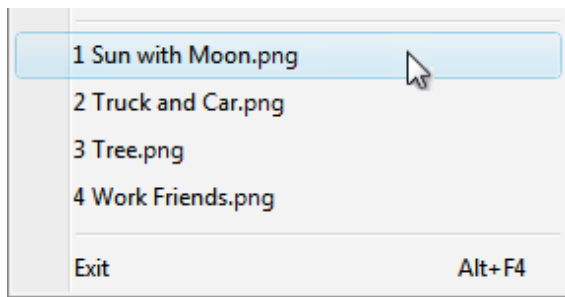 1 Sun with Moon.png
2 Truck and Car.png
3 Tree.png
4 Work Friends.png
Exit Alt+F4